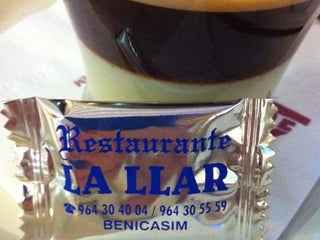 Restaurante
LA LLAR
☎ 964 30 40 04 / 964 30 55 59
BENICASIM